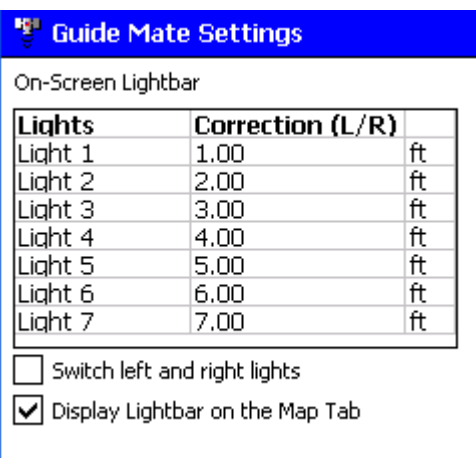 Guide Mate Settings
On-Screen Lightbar
Lights Correction (L/R)
Light 1 1.00 ft
Light 2 2.00 ft
Light 3 3.00 ft
Light 4 4.00 ft
Light 5 5.00 ft
Light 6 6.00 ft
Light 7 7.00 ft
Switch left and right lights
Display Lightbar on the Map Tab